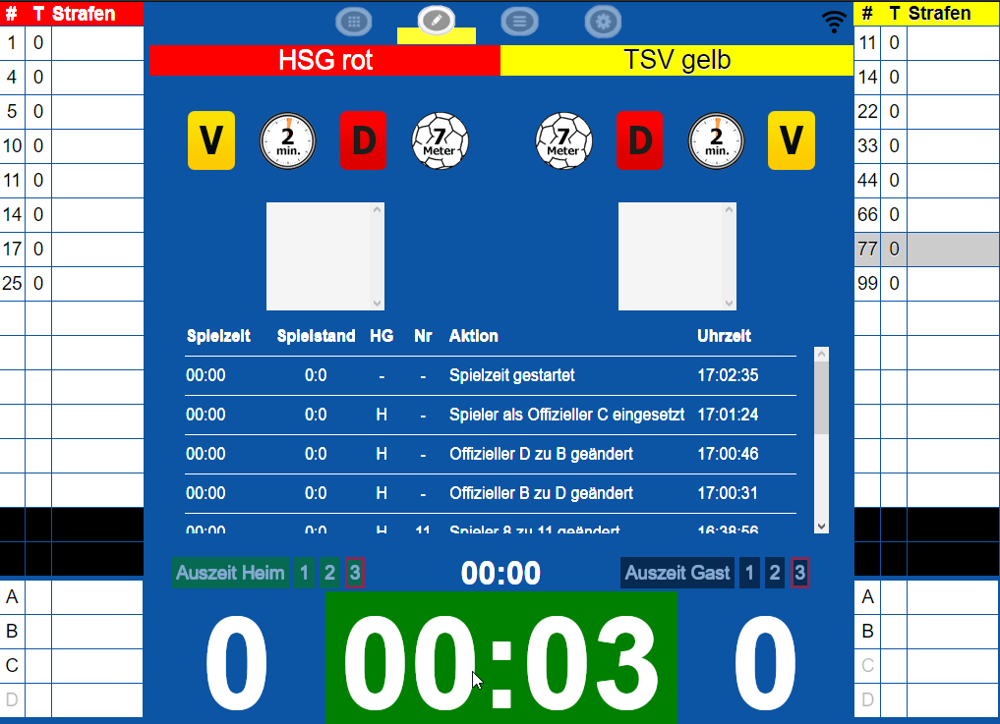 # T Strafen
1 0
4 0
5 0
10 0
11 0
14 0
17 0
25 0
A
B
C
D
HSG rot TSV gelb
V 2 min. D 7 Meter 7 Meter D 2 min. V
Spielzeit Spielstand HG Nr Aktion Uhrzeit
00:00 0:0 - - Spielzeit gestartet 17:02:35
00:00 0:0 H - Spieler als Offizieller C eingesetzt 17:01:24
00:00 0:0 H - Offizieller D zu B geändert 17:00:46
00:00 0:0 H - Offizieller B zu D geändert 17:00:31
00:00 0:0 H 11 Spieler 8 zu 11 geändert 16:38:56
Auszeit Heim 1 2 3 00:00 Auszeit Gast 1 2 3
0 00:03 0
# T Strafen
11 0
14 0
22 0
33 0
44 0
66 0
77 0
99 0
A
B
C
D